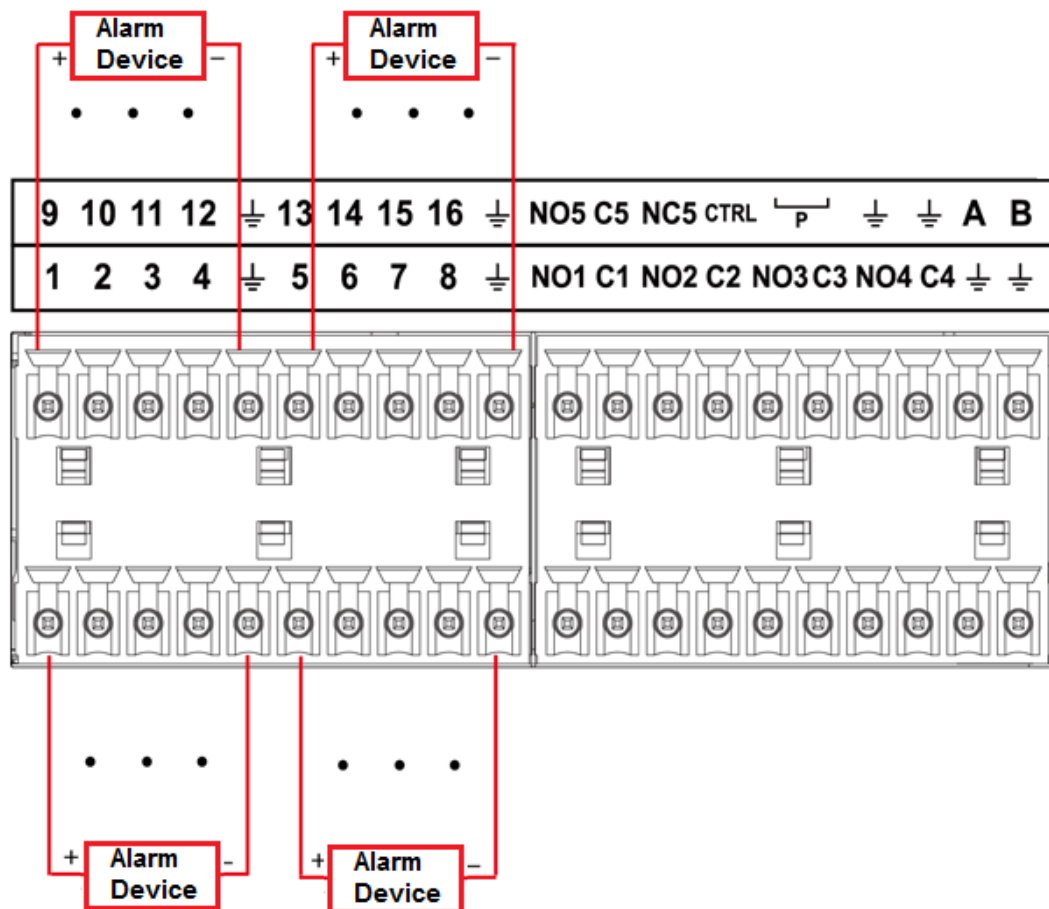 Alarm
Device
Alarm
Device
+ − + −
9 10 11 12 ⏚ 13 14 15 16 ⏚ NO5 C5 NC5 CTRL P ⏚ ⏚ A B
1 2 3 4 ⏚ 5 6 7 8 ⏚ NO1 C1 NO2 C2 NO3 C3 NO4 C4 ⏚ ⏚
+ - + −
Alarm
Device
Alarm
Device